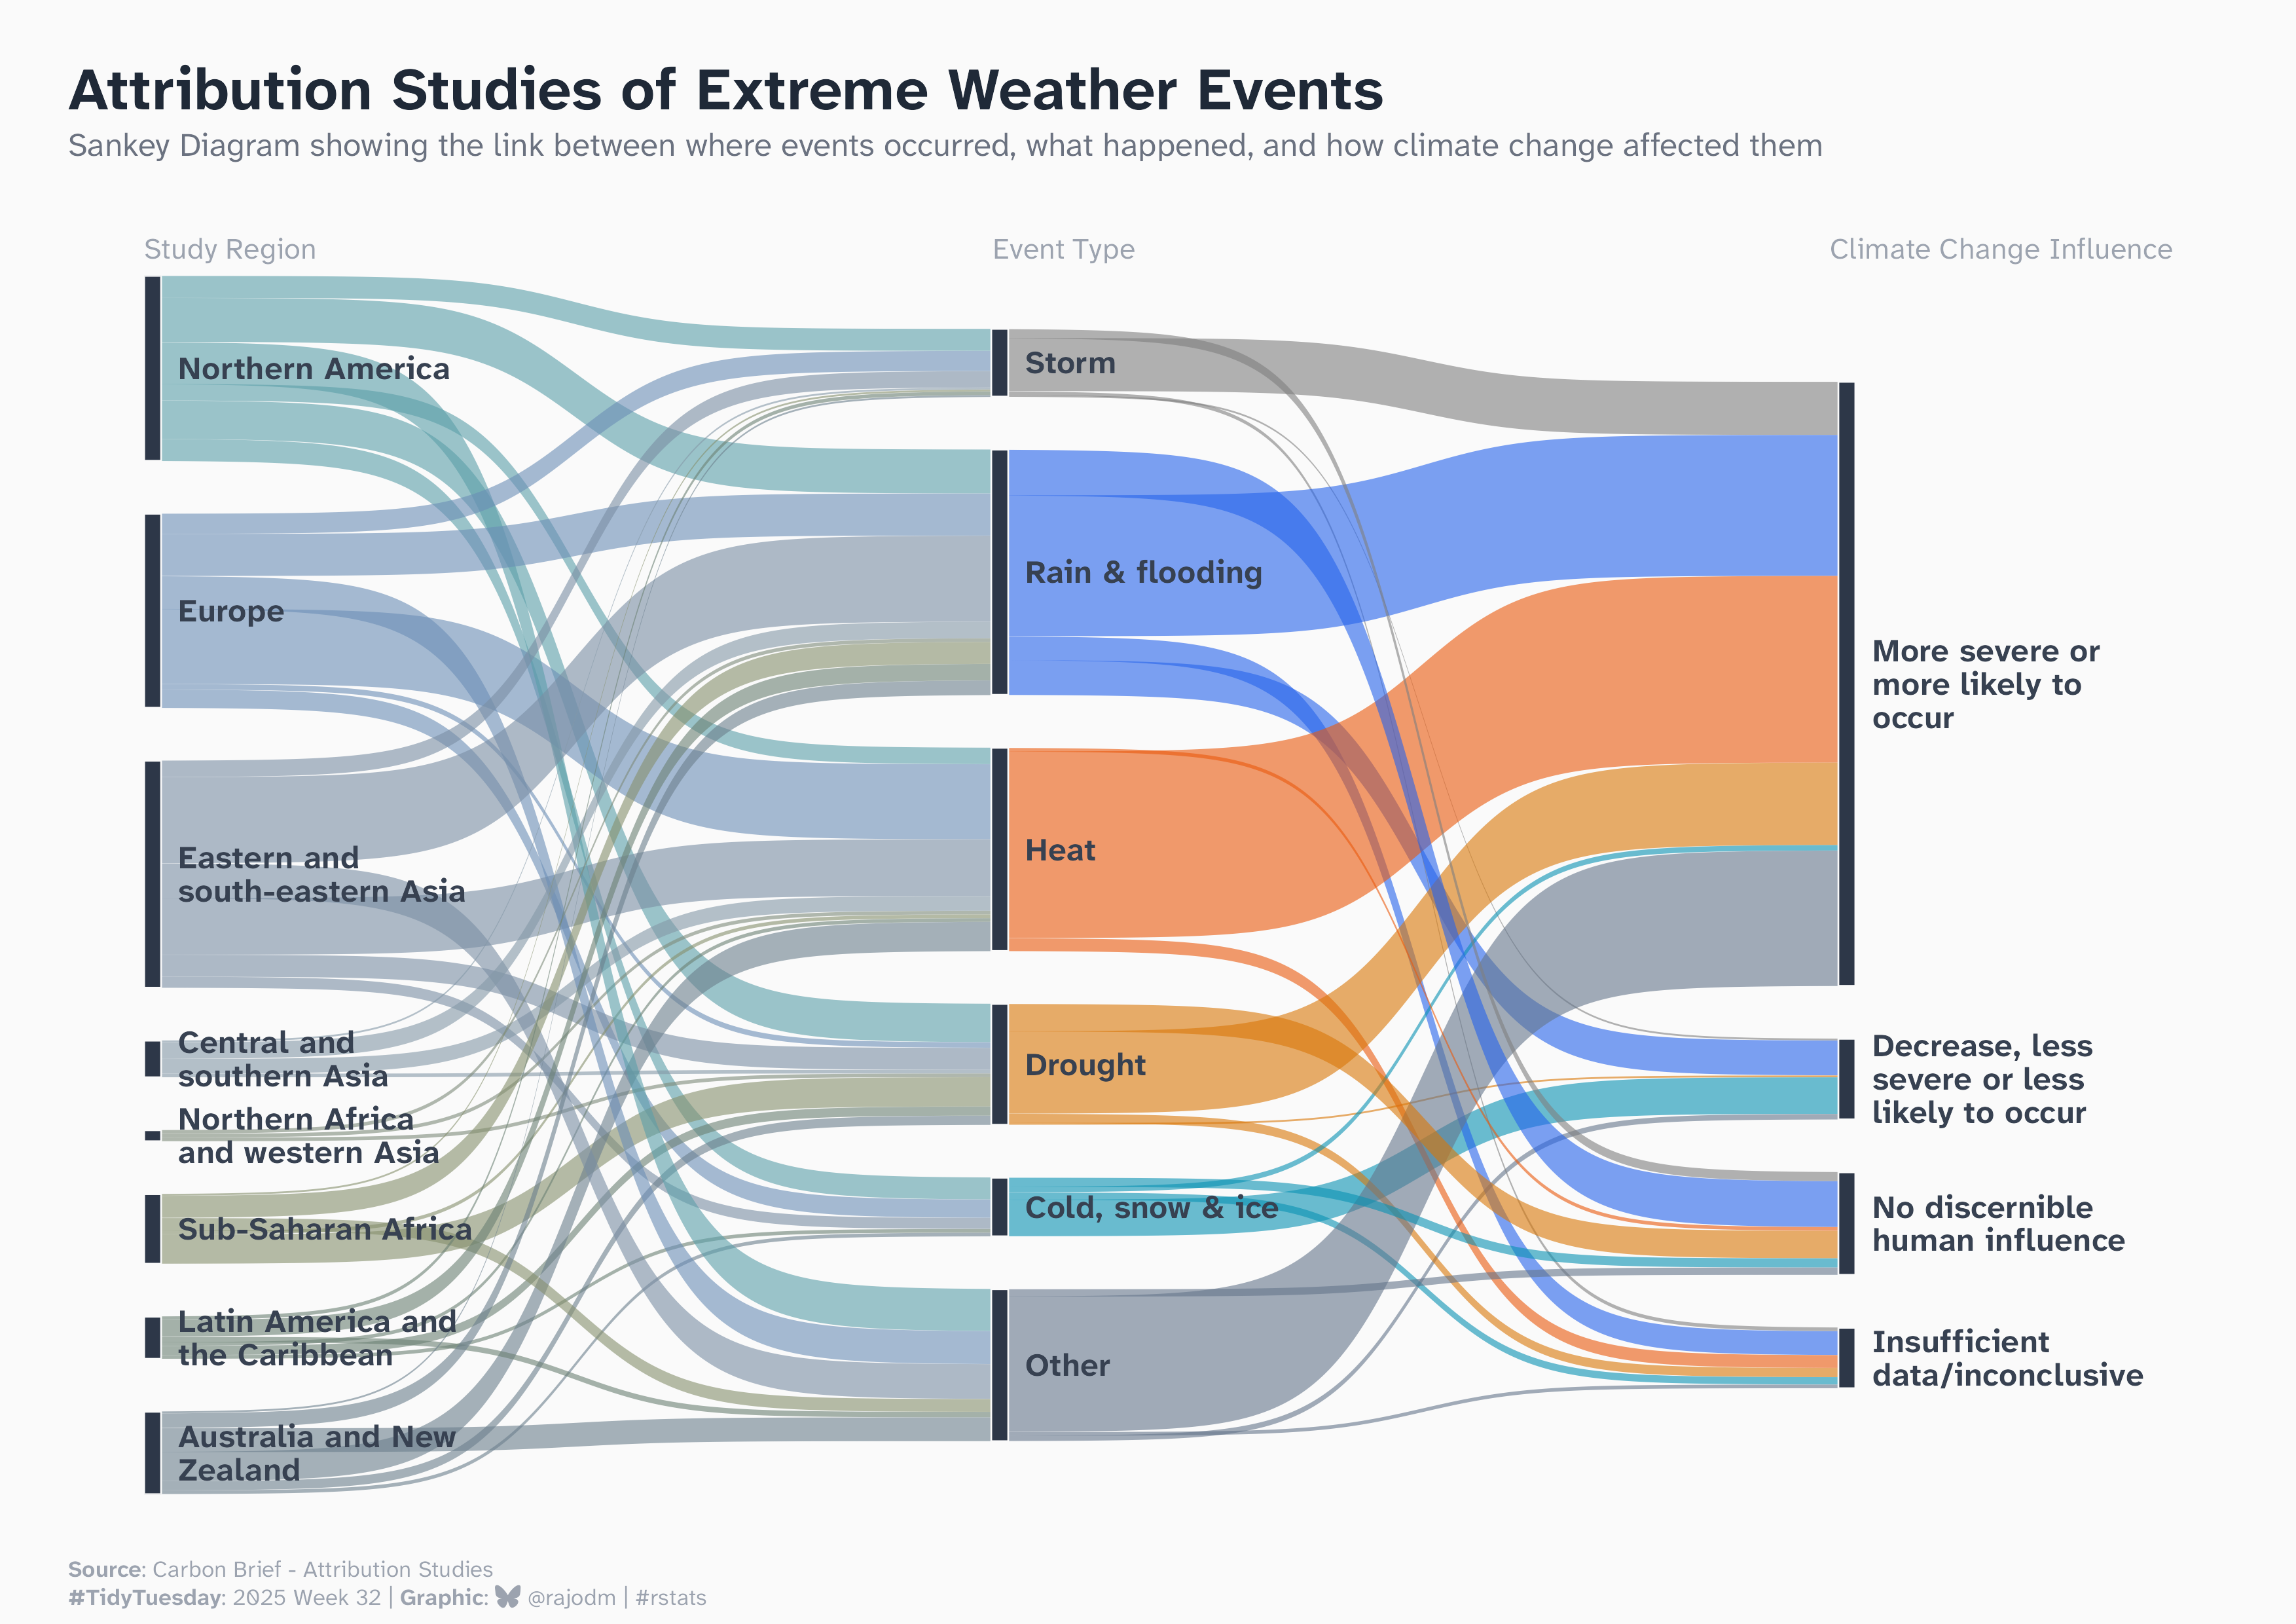 Attribution Studies of Extreme Weather Events
Sankey Diagram showing the link between where events occurred, what happened, and how climate change affected them
Study Region
Event Type
Climate Change Influence
Northern America
Europe
Eastern and
south-eastern Asia
Central and
southern Asia
Northern Africa
and western Asia
Sub-Saharan Africa
Latin America and
the Caribbean
Australia and New
Zealand
Storm
Rain & flooding
Heat
Drought
Cold, snow & ice
Other
More severe or
more likely to
occur
Decrease, less
severe or less
likely to occur
No discernible
human influence
Insufficient
data/inconclusive
Source: Carbon Brief - Attribution Studies
#TidyTuesday: 2025 Week 32 | Graphic: @rajodm | #rstats